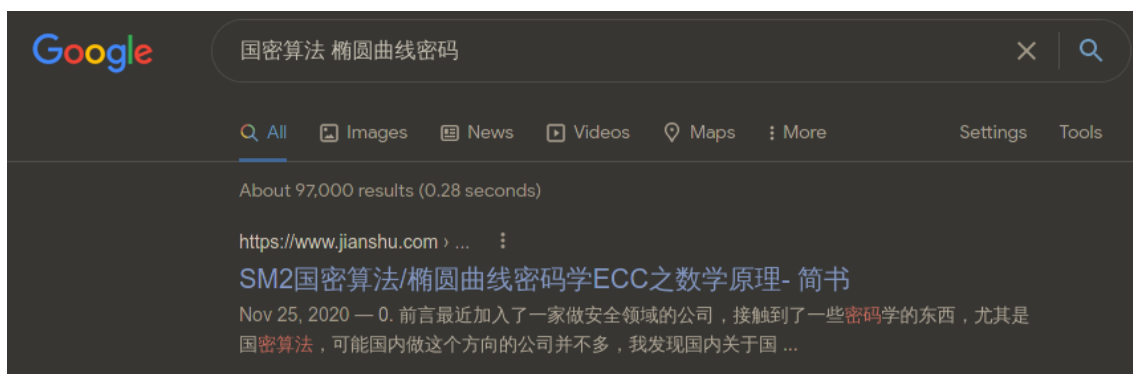 Google 国密算法 椭圆曲线密码
All Images News Videos Maps More Settings Tools
About 97,000 results (0.28 seconds)
https://www.jianshu.com › ...
SM2国密算法/椭圆曲线密码学ECC之数学原理- 简书
Nov 25, 2020 — 0. 前言最近加入了一家做安全领域的公司，接触到了一些密码学的东西，尤其是
国密算法，可能国内做这个方向的公司并不多，我发现国内关于国 ...